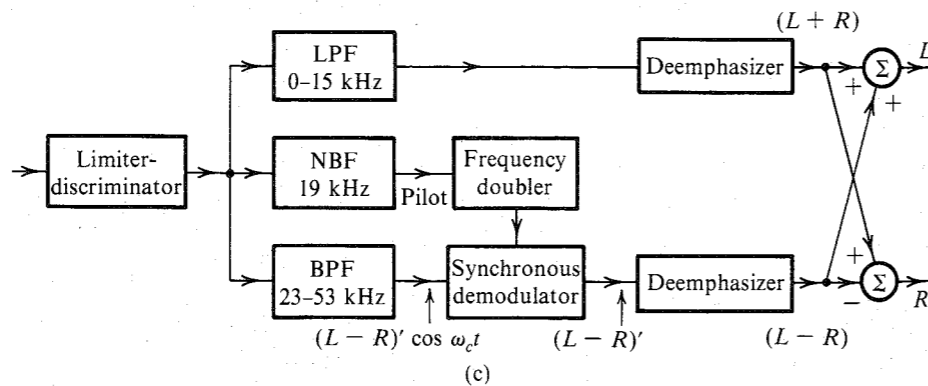 (L + R)
LPF
0–15 kHz
Deemphasizer
Σ
L
+
+
Limiter-
discriminator
NBF
19 kHz
Pilot
Frequency
doubler
BPF
23–53 kHz
Synchronous
demodulator
Deemphasizer
+
−
Σ
R
(L − R)′ cos ω_c t
(L − R)′
(L − R)
(c)